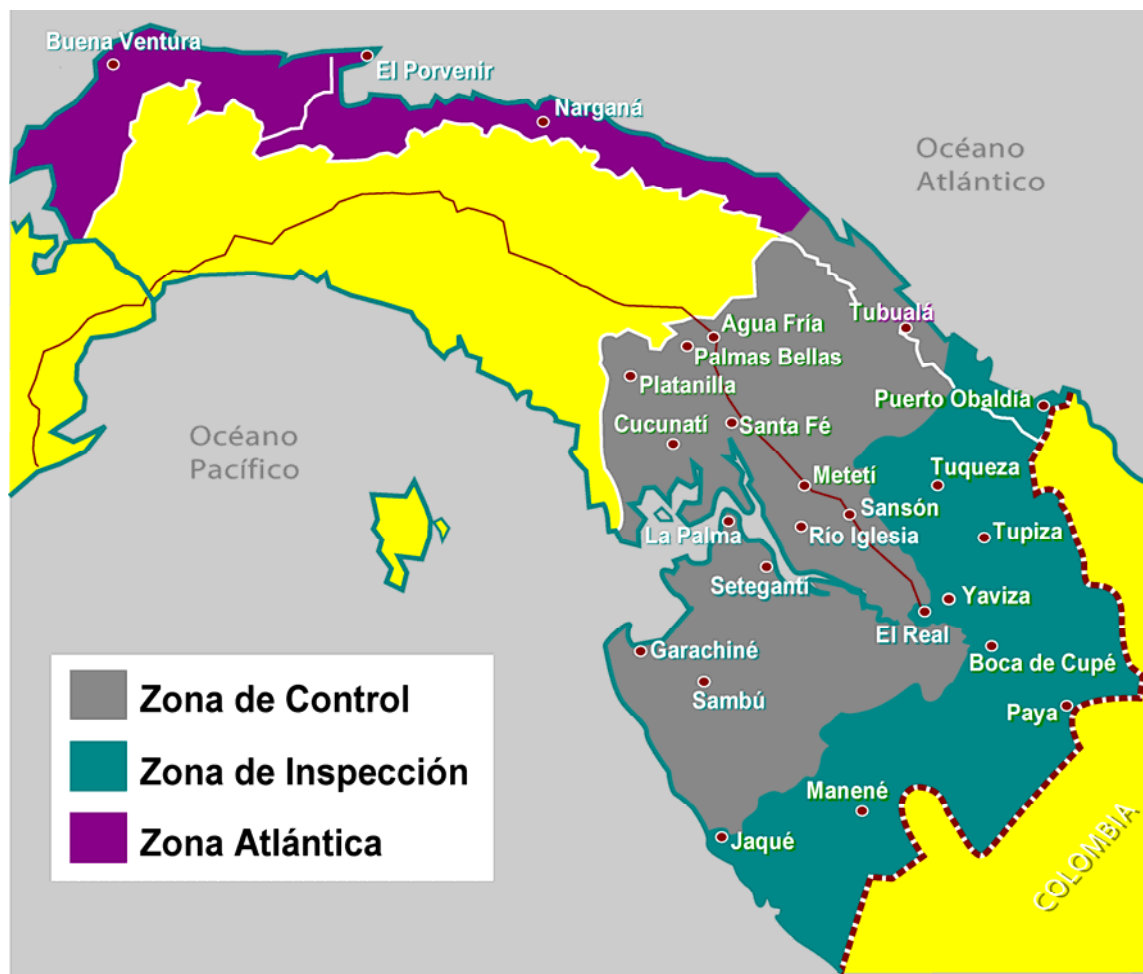 Buena Ventura
El Porvenir
Narganá
Océano
Atlántico
Tubualá
Agua Fría
Palmas Bellas
Platanilla
Puerto Obaldía
Cucunatí
Santa Fé
Océano
Pacífico
Tuqueza
Metetí
Sansón
La Palma
Río Iglesia
Tupiza
Setegantí
Yaviza
El Real
Garachiné
Boca de Cupé
Sambú
Paya
Zona de Control
Zona de Inspección
Zona Atlántica
Manené
Jaqué
COLOMBIA